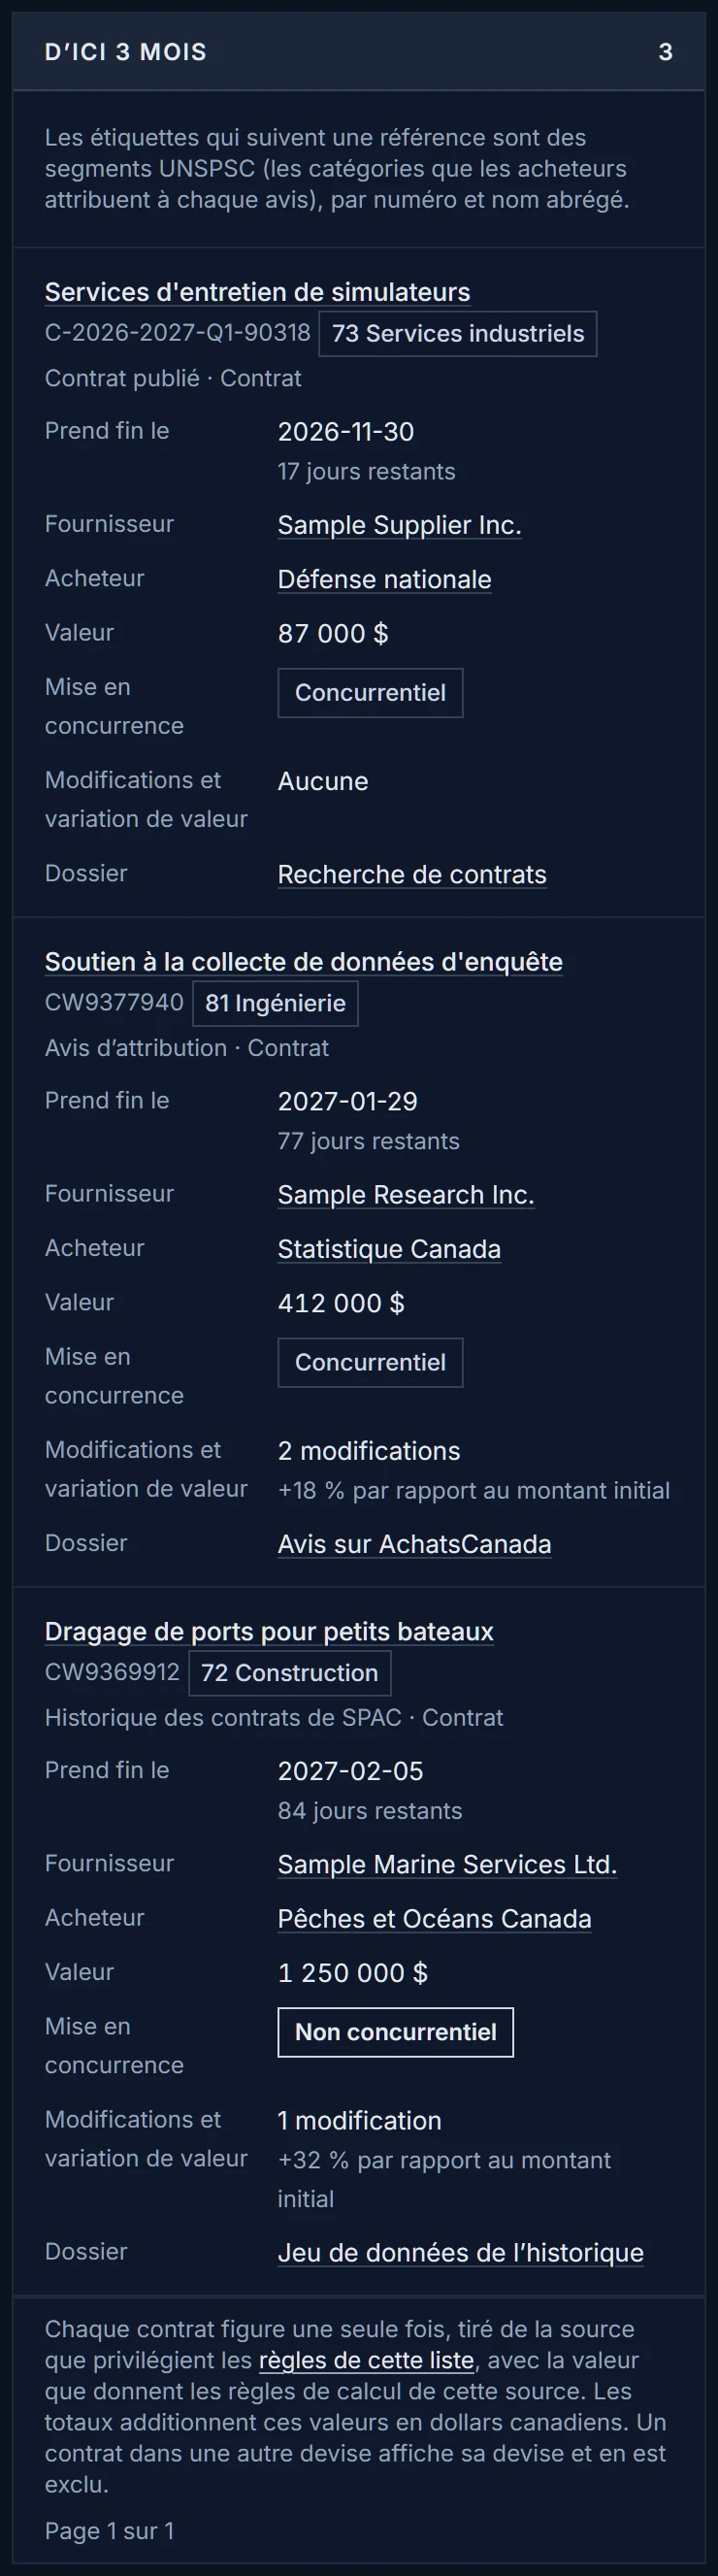 D’ICI 3 MOIS 3
Les étiquettes qui suivent une référence sont des
segments UNSPSC (les catégories que les acheteurs
attribuent à chaque avis), par numéro et nom abrégé.
Services d'entretien de simulateurs
C-2026-2027-Q1-90318 73 Services industriels
Contrat publié · Contrat
Prend fin le 2026-11-30
17 jours restants
Fournisseur Sample Supplier Inc.
Acheteur Défense nationale
Valeur 87 000 $
Mise en Concurrentiel
concurrence
Modifications et Aucune
variation de valeur
Dossier Recherche de contrats
Soutien à la collecte de données d'enquête
CW9377940 81 Ingénierie
Avis d’attribution · Contrat
Prend fin le 2027-01-29
77 jours restants
Fournisseur Sample Research Inc.
Acheteur Statistique Canada
Valeur 412 000 $
Mise en Concurrentiel
concurrence
Modifications et 2 modifications
variation de valeur +18 % par rapport au montant initial
Dossier Avis sur AchatsCanada
Dragage de ports pour petits bateaux
CW9369912 72 Construction
Historique des contrats de SPAC · Contrat
Prend fin le 2027-02-05
84 jours restants
Fournisseur Sample Marine Services Ltd.
Acheteur Pêches et Océans Canada
Valeur 1 250 000 $
Mise en Non concurrentiel
concurrence
Modifications et 1 modification
variation de valeur +32 % par rapport au montant
initial
Dossier Jeu de données de l’historique
Chaque contrat figure une seule fois, tiré de la source
que privilégient les règles de cette liste, avec la valeur
que donnent les règles de calcul de cette source. Les
totaux additionnent ces valeurs en dollars canadiens. Un
contrat dans une autre devise affiche sa devise et en est
exclu.
Page 1 sur 1